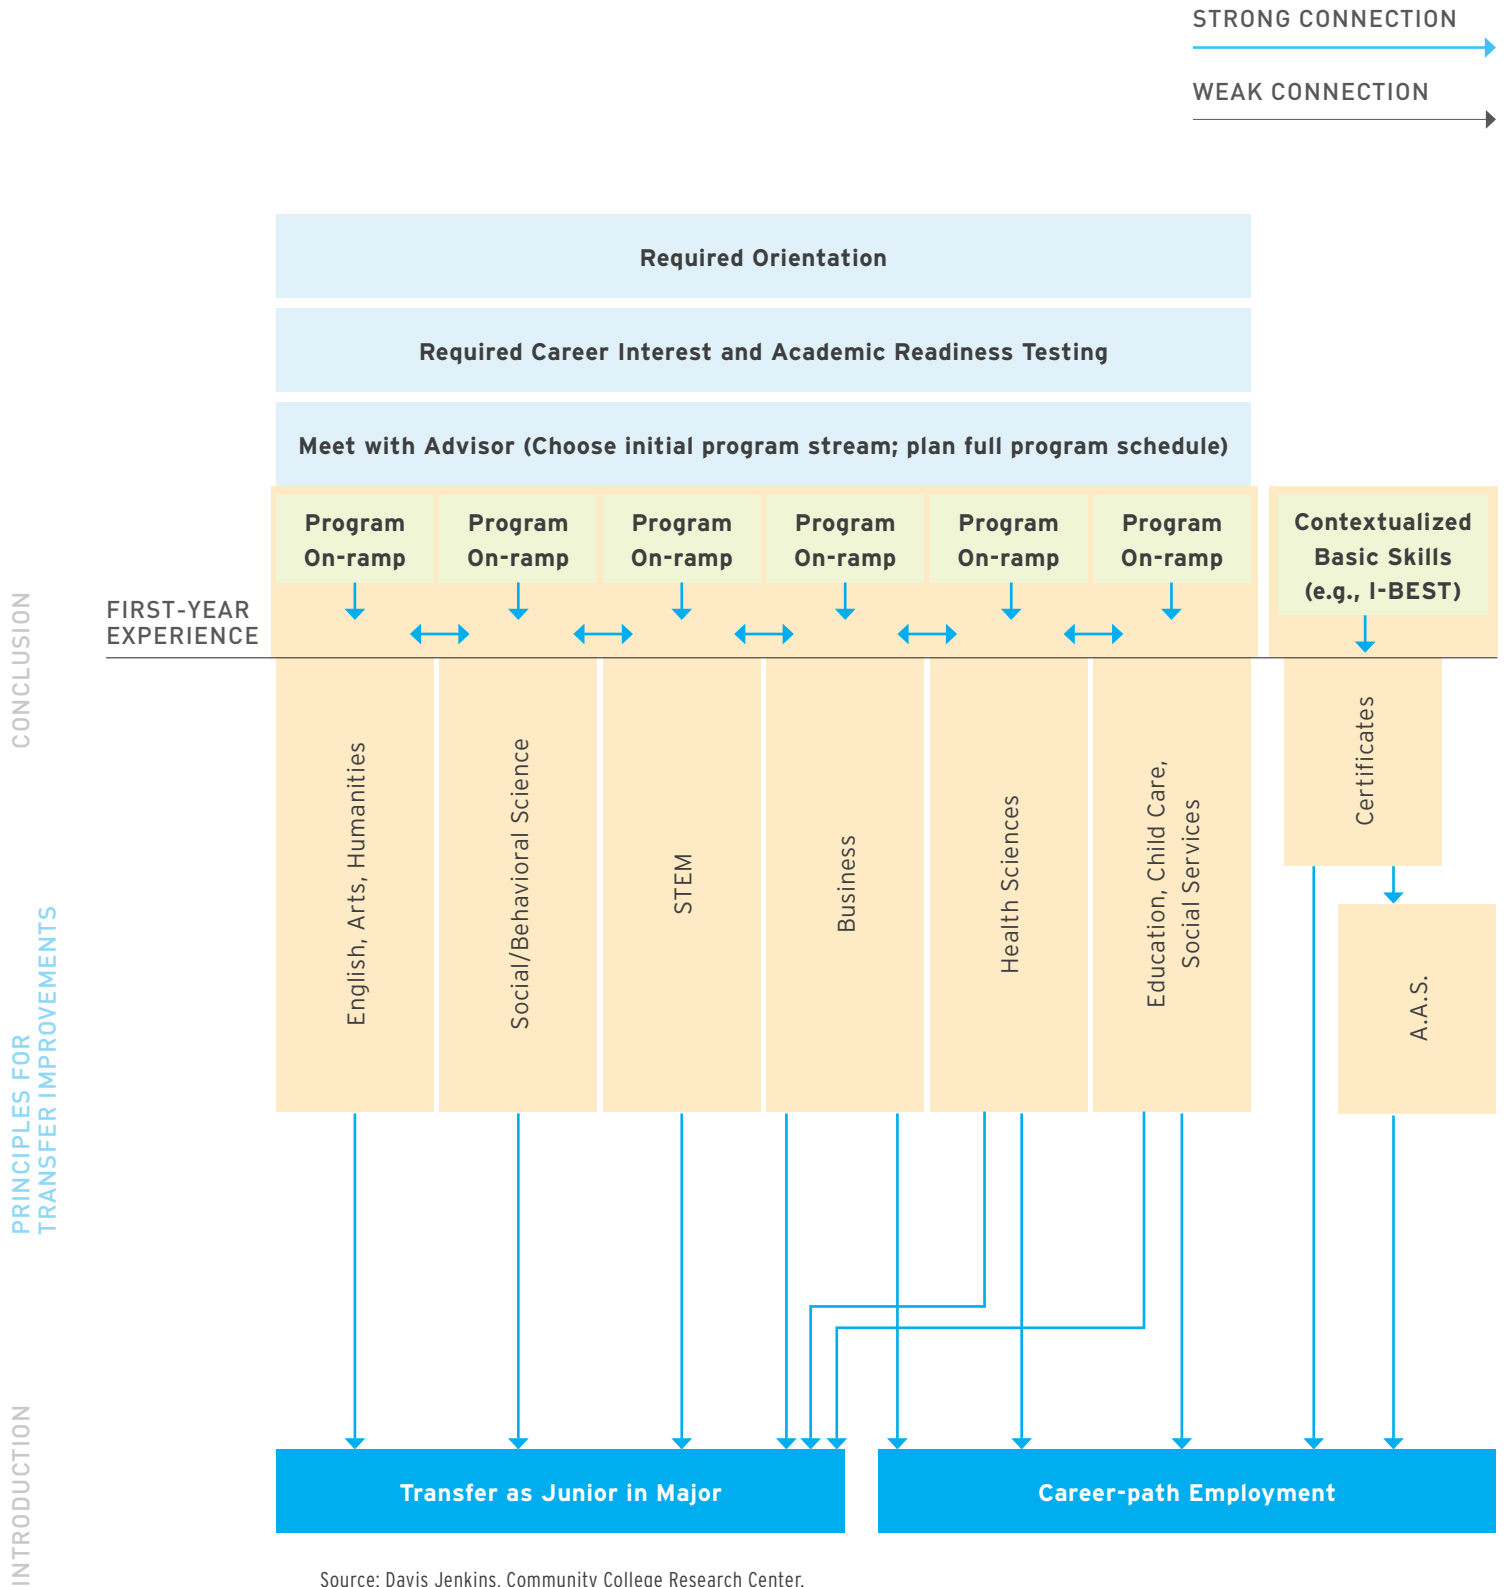 STRONG CONNECTION
WEAK CONNECTION
Required Orientation
Required Career Interest and Academic Readiness Testing
Meet with Advisor (Choose initial program stream; plan full program schedule)
Program
On-ramp
Program
On-ramp
Program
On-ramp
Program
On-ramp
Program
On-ramp
Program
On-ramp
Contextualized
Basic Skills
(e.g., I-BEST)
FIRST-YEAR
EXPERIENCE
English, Arts, Humanities
Social/Behavioral Science
STEM
Business
Health Sciences
Education, Child Care,
Social Services
Certificates
A.A.S.
Transfer as Junior in Major
Career-path Employment
Source: Davis Jenkins, Community College Research Center.
CONCLUSION
PRINCIPLES FOR
TRANSFER IMPROVEMENTS
INTRODUCTION